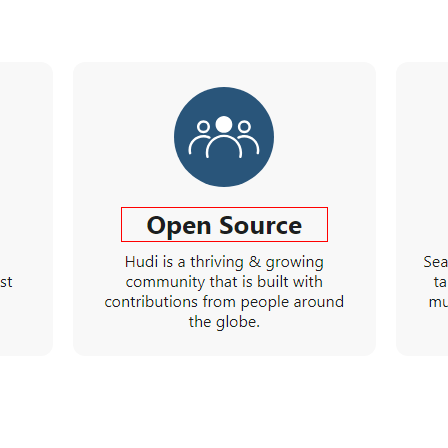 Open Source
Hudi is a thriving & growing
community that is built with
contributions from people around
the globe.
st
Sea
ta
mu